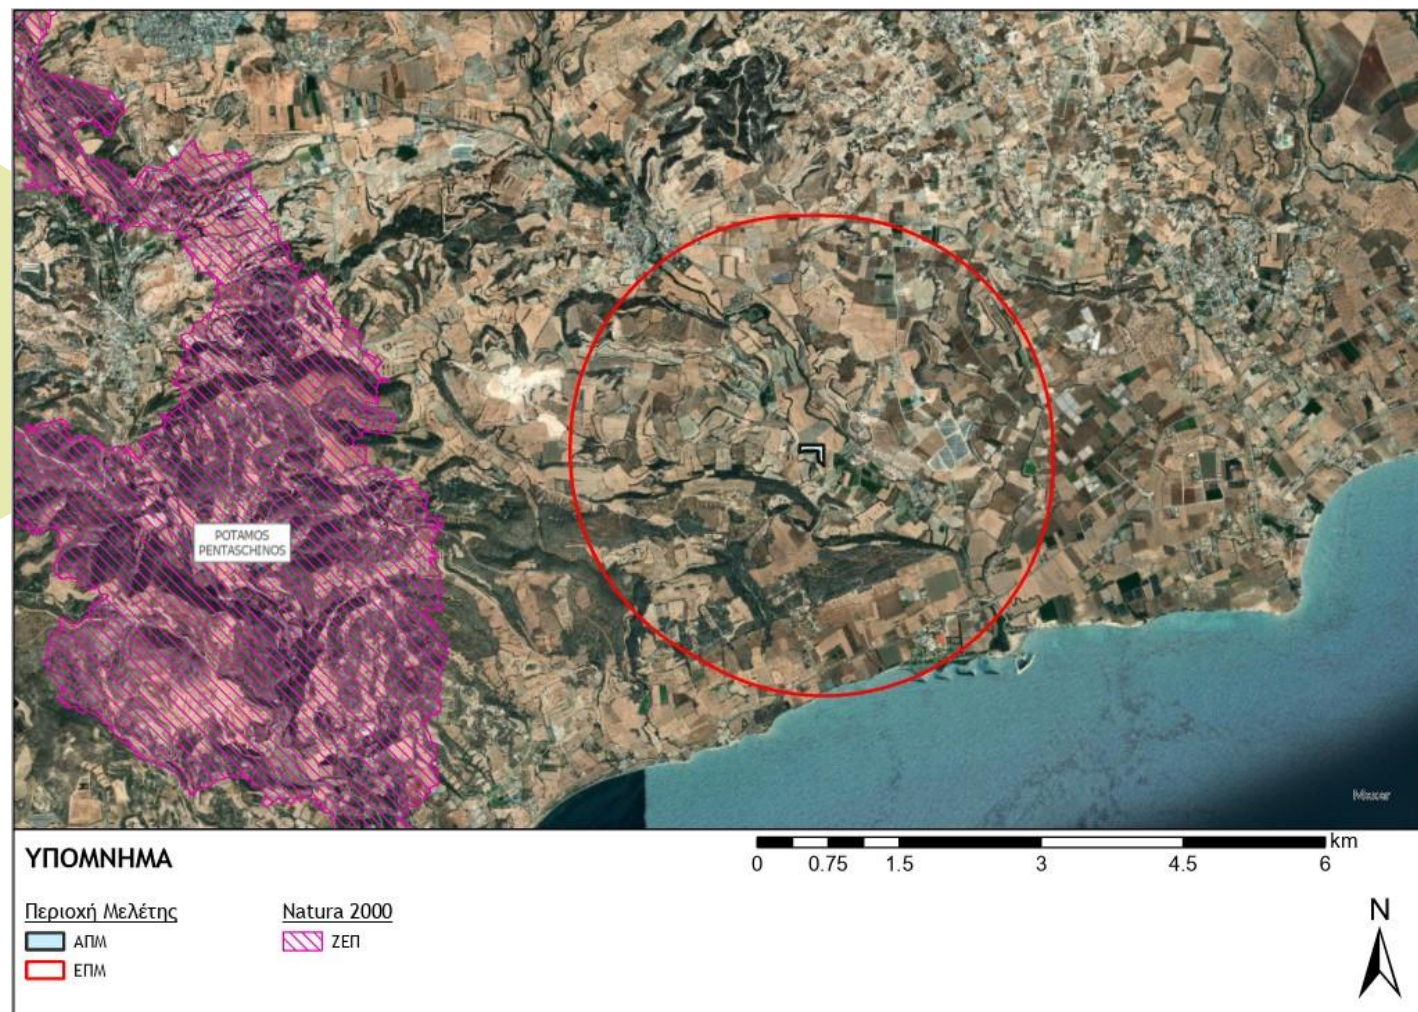 POTAMOS
PENTASCHINOS
Maxar
ΥΠΟΜΝΗΜΑ
km
0 0.75 1.5 3 4.5 6
Περιοχή Μελέτης
Natura 2000
ΑΠΜ
ΖΕΠ
ΕΠΜ
N